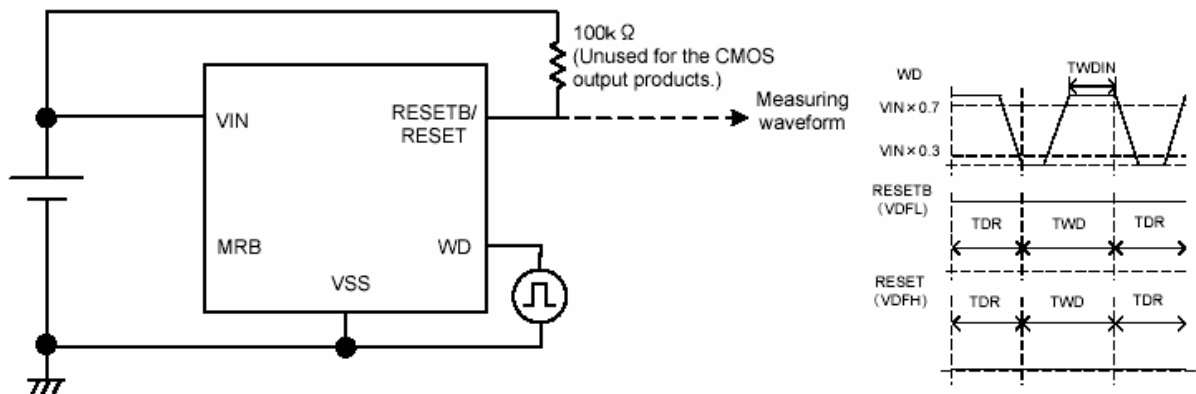 100k Ω
(Unused for the CMOS
output products.)
VIN
RESETB/
RESET
Measuring
waveform
MRB
WD
VSS
WD
TWDIN
VIN×0.7
VIN×0.3
RESETB
(VDFL)
TDR
TWD
TDR
RESET
(VDFH)
TDR
TWD
TDR